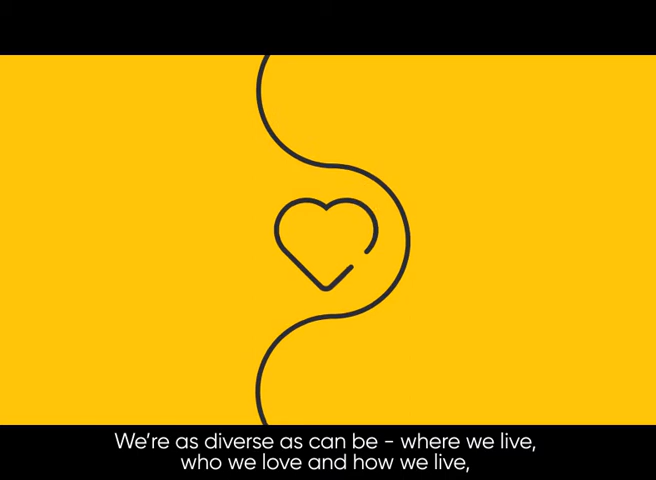 We're as diverse as can be - where we live,
who we love and how we live,